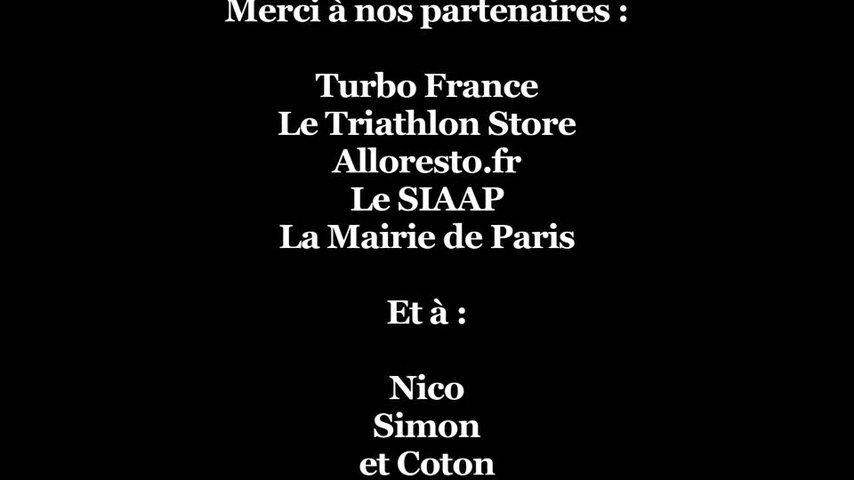 Merci à nos partenaires :
Turbo France
Le Triathlon Store
Alloresto.fr
Le SIAAP
La Mairie de Paris
Et à :
Nico
Simon
et Coton